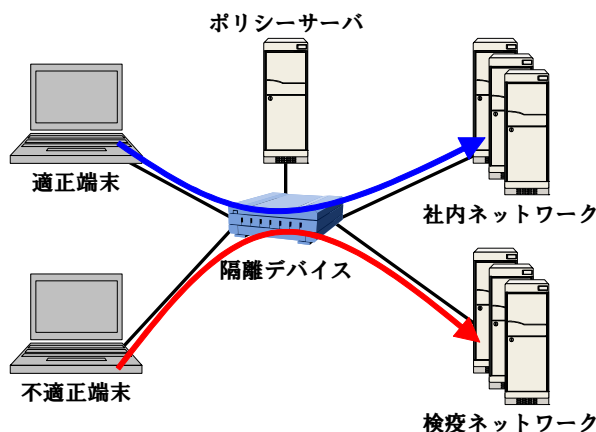 ポリシーサーバ
適正端末
社内ネットワーク
隔離デバイス
不適正端末
検疫ネットワーク